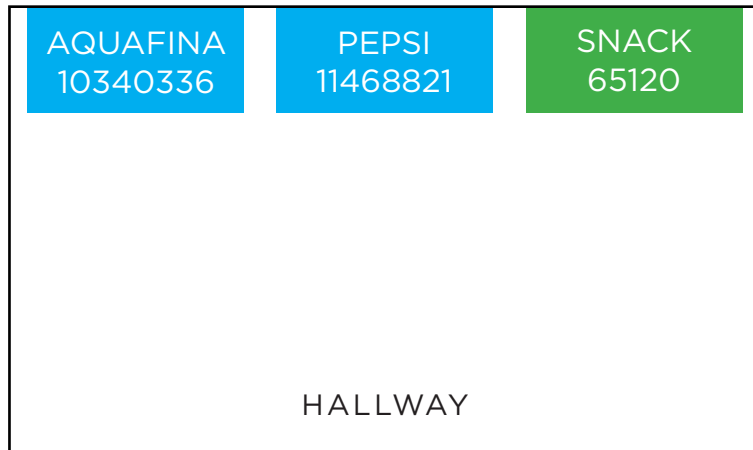 AQUAFINA
10340336
PEPSI
11468821
SNACK
65120
HALLWAY